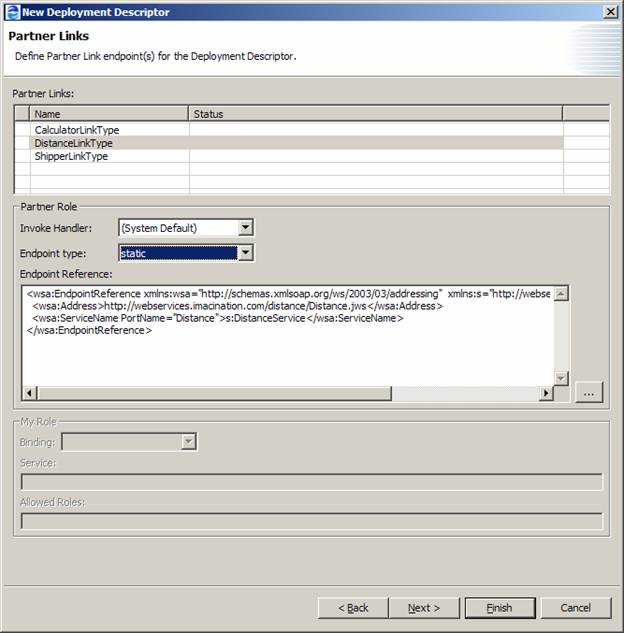 New Deployment Descriptor
Partner Links
Define Partner Link endpoint(s) for the Deployment Descriptor.
Partner Links:
Name Status
CalculatorLinkType
DistanceLinkType
ShipperLinkType
Partner Role
Invoke Handler: (System Default)
Endpoint type: static
Endpoint Reference:
<wsa:EndpointReference xmlns:wsa="http://schemas.xmlsoap.org/ws/2003/03/addressing" xmlns:s="http://webse
<wsa:Address>http://webservices.imacination.com/distance/Distance.jws</wsa:Address>
<wsa:ServiceName PortName="Distance">s:DistanceService</wsa:ServiceName>
</wsa:EndpointReference>
...
My Role
Binding:
Service:
Allowed Roles:
< Back Next > Finish Cancel